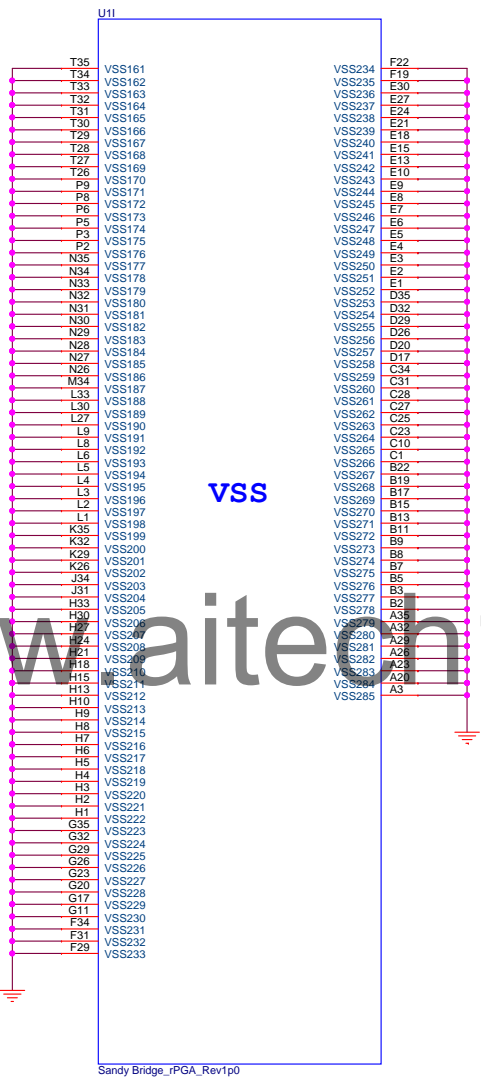 U1I
T35 VSS161 VSS234 F22
T34 VSS162 VSS235 F19
T33 VSS163 VSS236 E30
T32 VSS164 VSS237 E27
T31 VSS165 VSS238 E24
T30 VSS166 VSS239 E21
T29 VSS167 VSS240 E18
T28 VSS168 VSS241 E15
T27 VSS169 VSS242 E13
T26 VSS170 VSS243 E10
P9 VSS171 VSS244 E9
P8 VSS172 VSS245 E8
P6 VSS173 VSS246 E7
P5 VSS174 VSS247 E6
P3 VSS175 VSS248 E5
P2 VSS176 VSS249 E4
N35 VSS177 VSS250 E3
N34 VSS178 VSS251 E2
N33 VSS179 VSS252 E1
N32 VSS180 VSS253 D35
N31 VSS181 VSS254 D32
N30 VSS182 VSS255 D29
N29 VSS183 VSS256 D26
N28 VSS184 VSS257 D20
N27 VSS185 VSS258 D17
N26 VSS186 VSS259 C34
M34 VSS187 VSS260 C31
L33 VSS188 VSS261 C28
L30 VSS189 VSS262 C27
L27 VSS190 VSS263 C25
L9 VSS191 VSS264 C23
L8 VSS192 VSS265 C10
L6 VSS193 VSS266 C1
L5 VSS194 VSS267 B22
L4 VSS195 VSS268 B19
L3 VSS196 VSS269 B17
L2 VSS197 VSS270 B15
L1 VSS198 VSS271 B13
K35 VSS199 VSS272 B11
K32 VSS200 VSS273 B9
K29 VSS201 VSS274 B8
K26 VSS202 VSS275 B7
J34 VSS203 VSS276 B5
J31 VSS204 VSS277 B3
H33 VSS205 VSS278 B2
H30 VSS206 VSS279 A35
H27 VSS207 VSS280 A32
H24 VSS208 VSS281 A29
H21 VSS209 VSS282 A26
H18 VSS210 VSS283 A23
H15 VSS211 VSS284 A20
H13 VSS212 VSS285 A3
H10 VSS213
H9 VSS214
H8 VSS215
H7 VSS216
H6 VSS217
H5 VSS218
H4 VSS219
H3 VSS220
H2 VSS221
H1 VSS222
G35 VSS223
G32 VSS224
G29 VSS225
G26 VSS226
G23 VSS227
G20 VSS228
G17 VSS229
G11 VSS230
F34 VSS231
F31 VSS232
F29 VSS233
VSS
w.aitech
Sandy Bridge_rPGA_Rev1p0